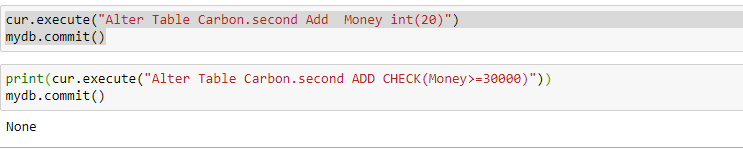 cur.execute("Alter Table Carbon.second Add  Money int(20)")
mydb.commit()
print(cur.execute("Alter Table Carbon.second ADD CHECK(Money>=30000)"))
mydb.commit()
None